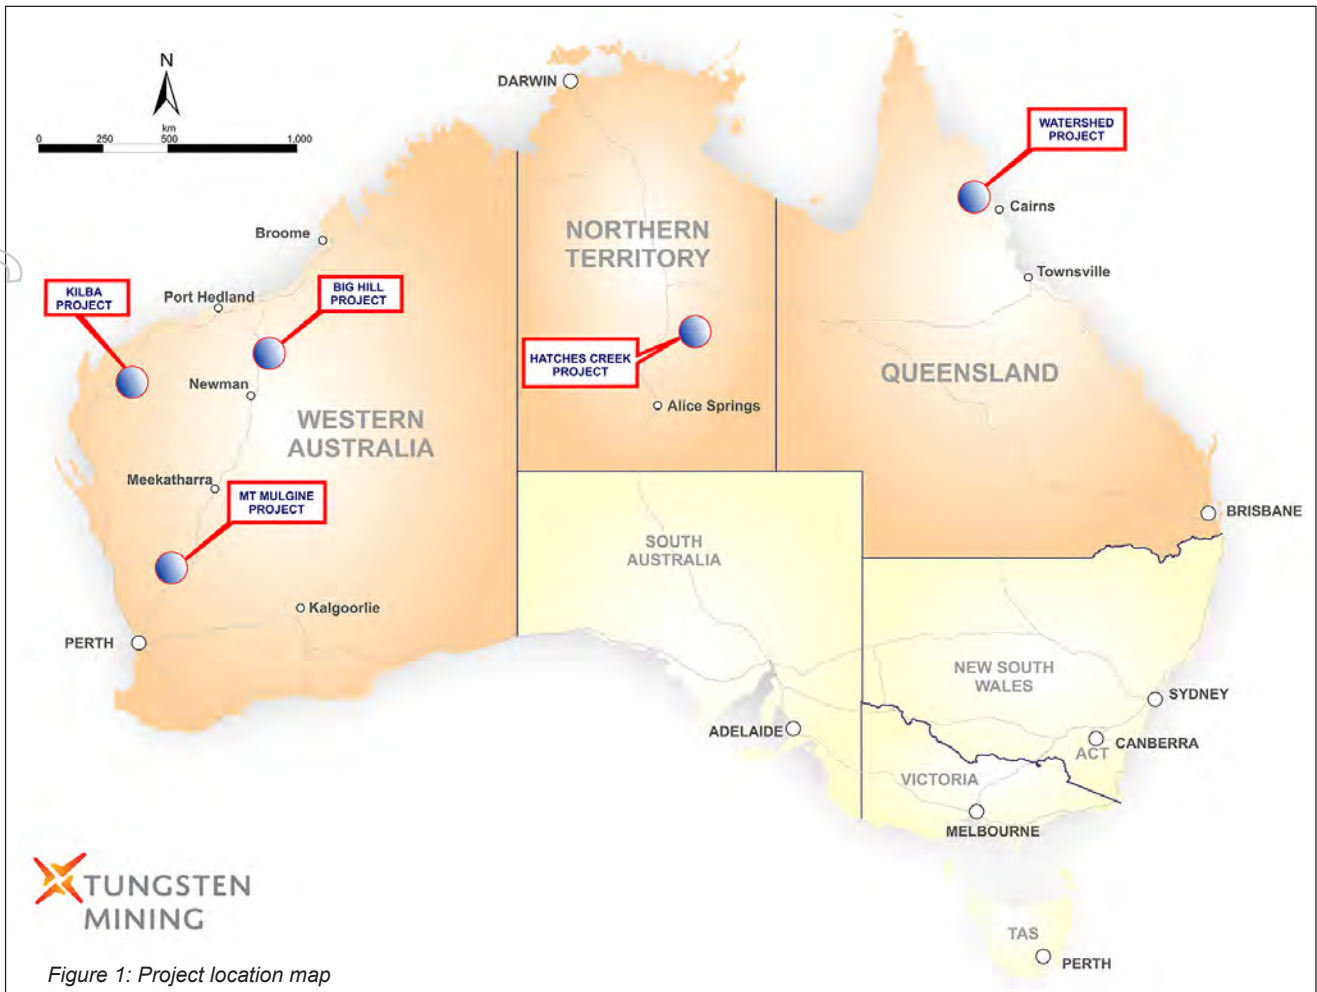 N
km
0 250 500 1,000
DARWIN
WATERSHED
PROJECT
Cairns
Broome
NORTHERN
TERRITORY
Townsville
KILBA
PROJECT
Port Hedland
BIG HILL
PROJECT
HATCHES CREEK
PROJECT
QUEENSLAND
Newman
Alice Springs
WESTERN
AUSTRALIA
Meekatharra
MT MULGINE
PROJECT
BRISBANE
SOUTH
AUSTRALIA
Kalgoorlie
PERTH
NEW SOUTH
WALES
SYDNEY
ADELAIDE
CANBERRA
ACT
VICTORIA
MELBOURNE
TUNGSTEN
MINING
TAS
PERTH
Figure 1: Project location map